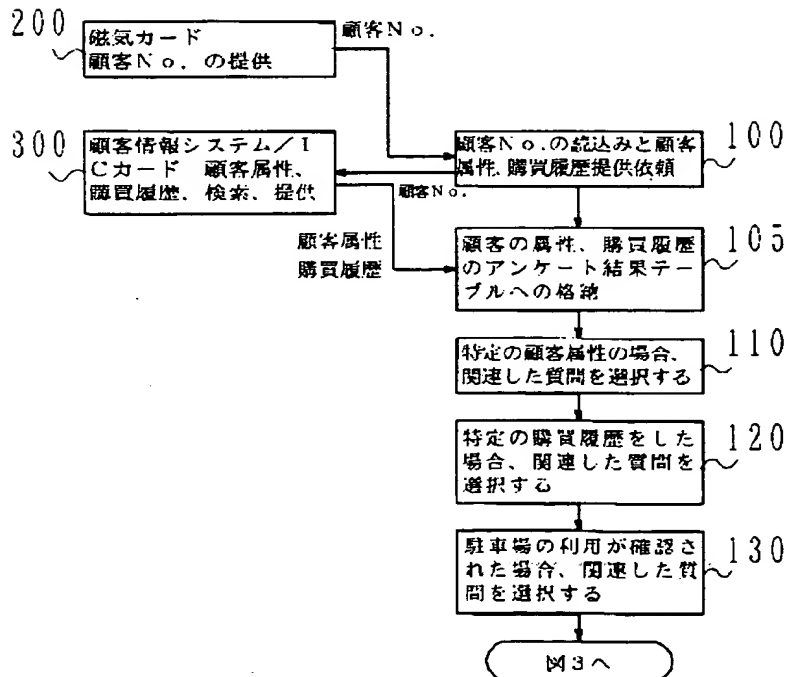 200
磁気カード
顧客No.の提供
顧客No.
300
顧客情報システム/I
Cカード 顧客属性、
購買履歴、検索、提供
顧客No.の読込みと顧客
属性、購買履歴提供依頼
100
顧客No.
顧客属性
購買履歴
顧客の属性、購買履歴
のアンケート結果テー
ブルへの格納
105
特定の顧客属性の場合、
関連した質問を選択する
110
特定の購買履歴をした
場合、関連した質問を
選択する
120
駐車場の利用が確認さ
れた場合、関連した質
問を選択する
130
図3へ